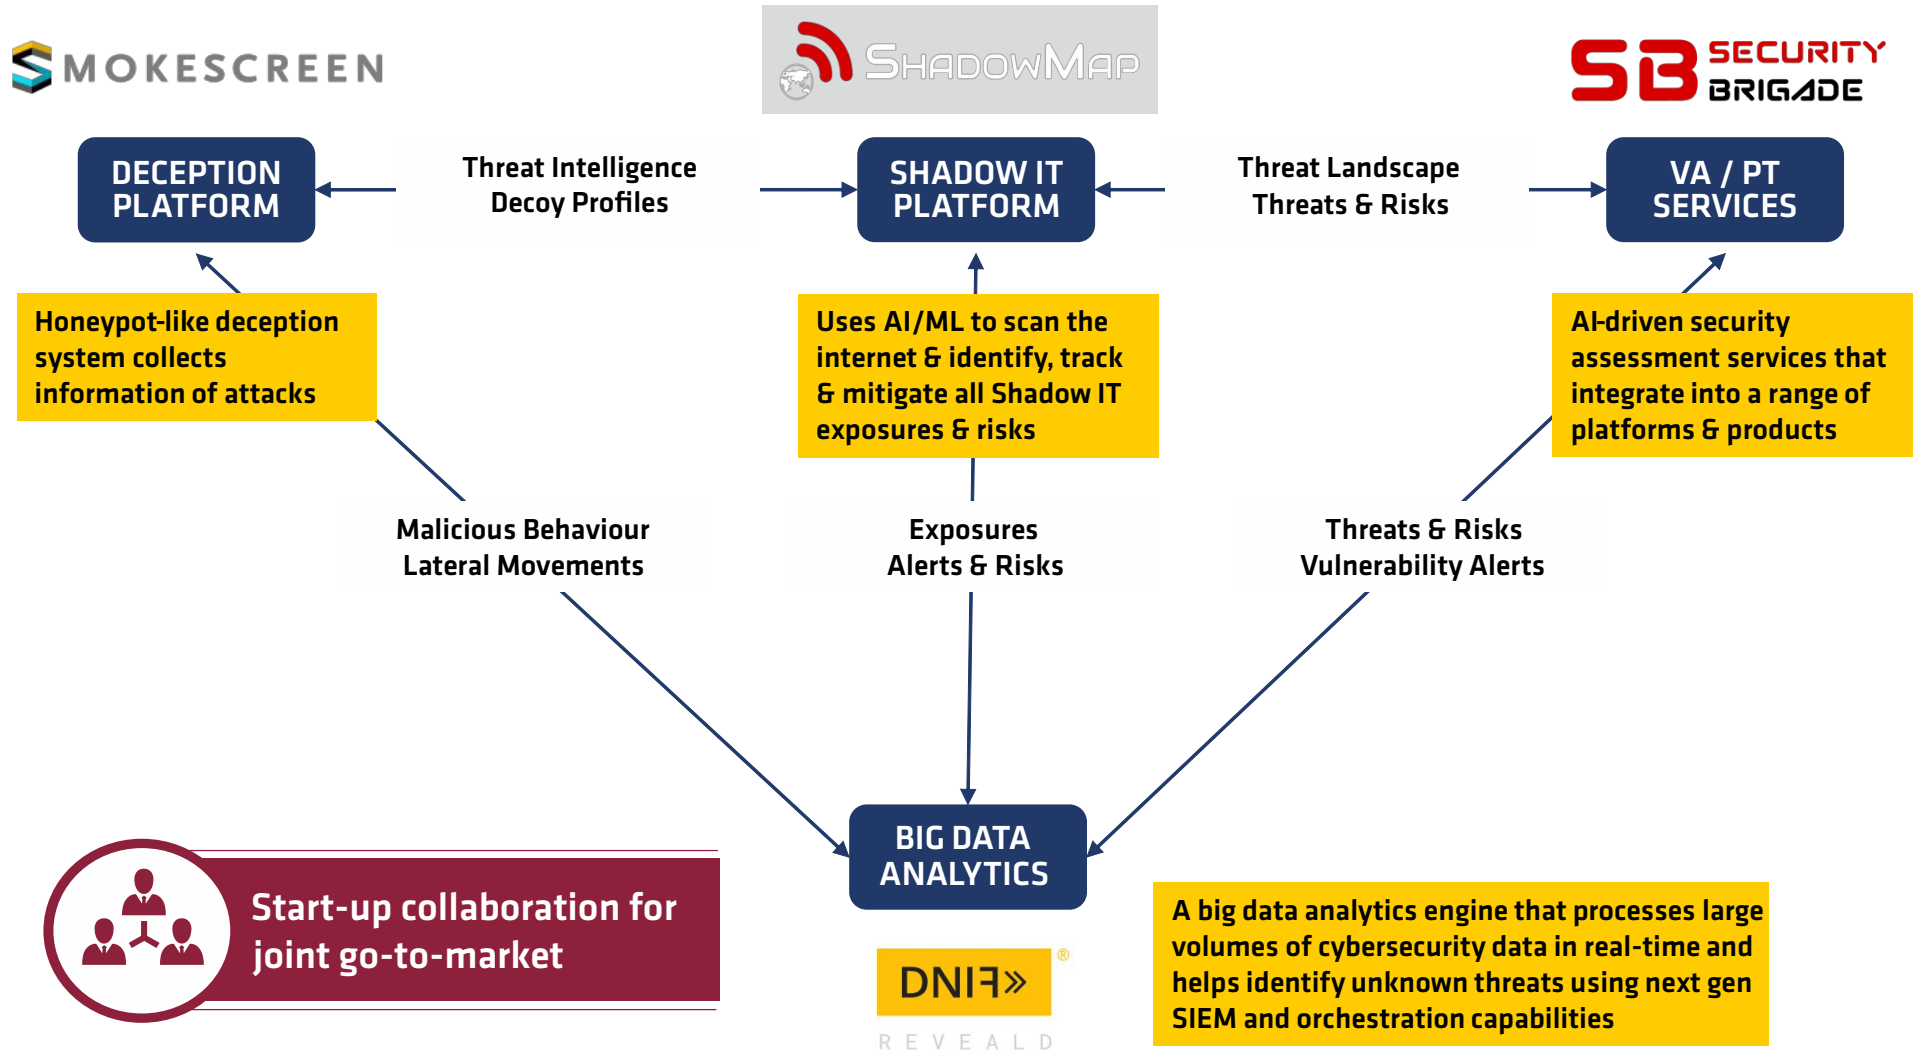 SMOKESCREEN
SHADOWMAP
SB SECURITY
BRIGADE
DECEPTION
PLATFORM
Threat Intelligence
Decoy Profiles
SHADOW IT
PLATFORM
Threat Landscape
Threats & Risks
VA / PT
SERVICES
Honeypot-like deception
system collects
information of attacks
Uses AI/ML to scan the
internet & identify, track
& mitigate all Shadow IT
exposures & risks
AI-driven security
assessment services that
integrate into a range of
platforms & products
Malicious Behaviour
Lateral Movements
Exposures
Alerts & Risks
Threats & Risks
Vulnerability Alerts
BIG DATA
ANALYTICS
Start-up collaboration for
joint go-to-market
DNIF»®
REVEALD
A big data analytics engine that processes large
volumes of cybersecurity data in real-time and
helps identify unknown threats using next gen
SIEM and orchestration capabilities